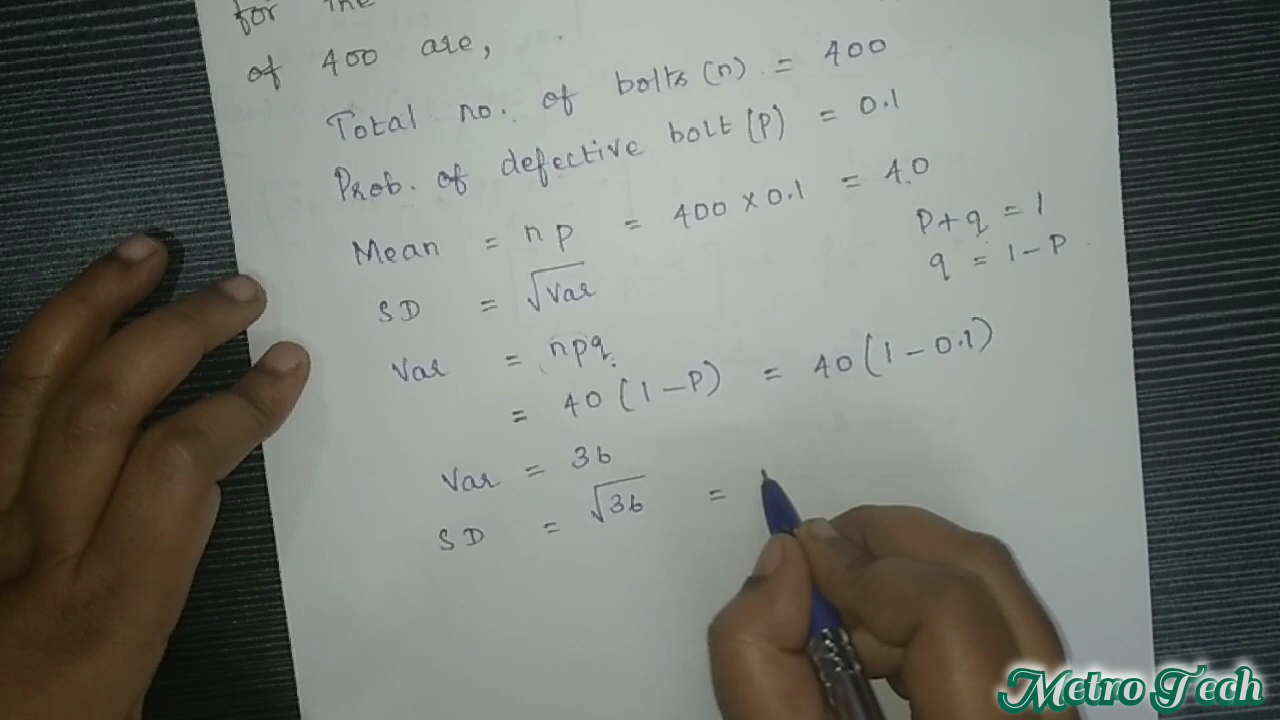 for the
of 400 are,
Total no. of bolts (n) = 400
Prob. of defective bolt (P) = 0.1
Mean = np = 400 × 0.1 = 40
P+q = 1
SD = √Var
q = 1-P
Var = npq
= 40 (1-P) = 40 (1-0.1)
Var = 36
SD = √36 =
Metro Tech